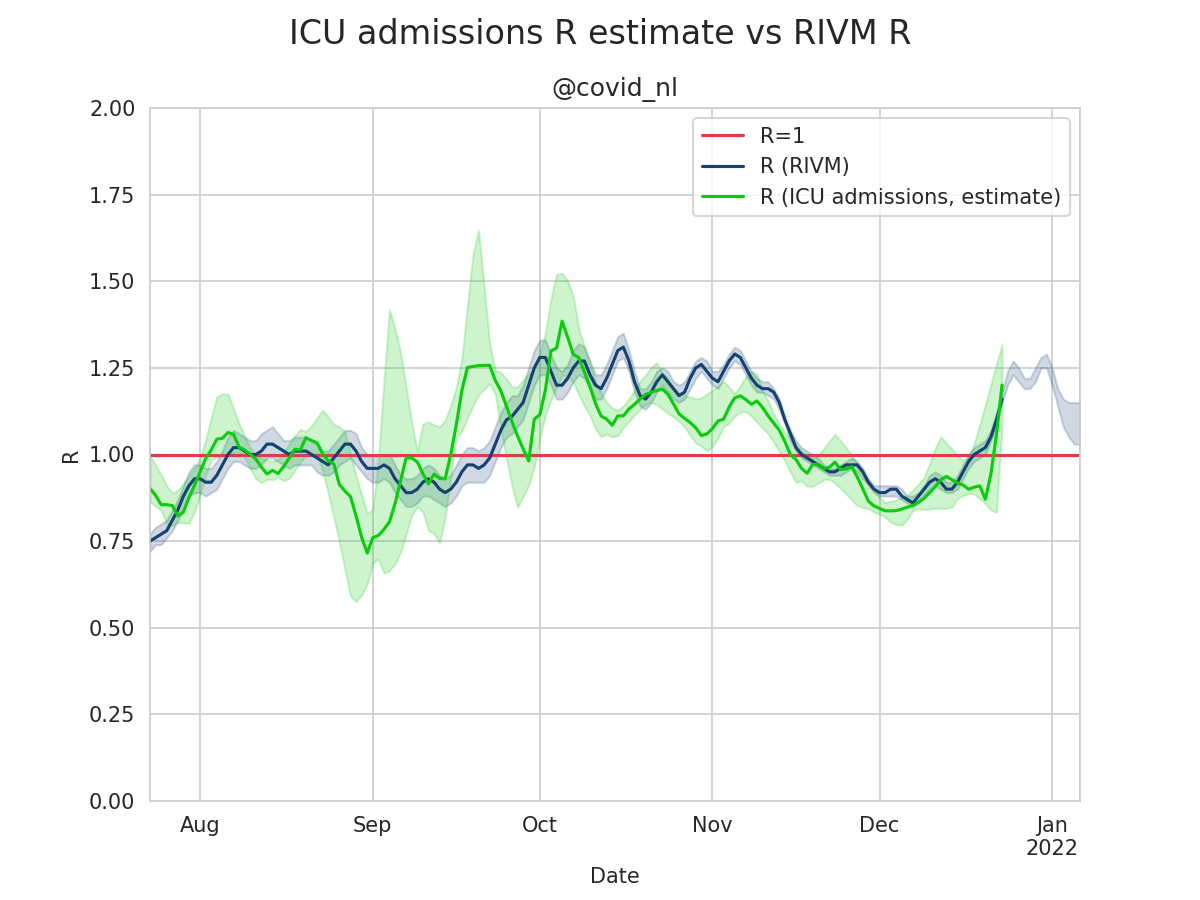 ICU admissions R estimate vs RIVM R
@covid_nl
R=1
R (RIVM)
R (ICU admissions, estimate)
2.00
1.75
1.50
1.25
1.00
0.75
0.50
0.25
0.00
R
Aug Sep Oct Nov Dec Jan
2022
Date